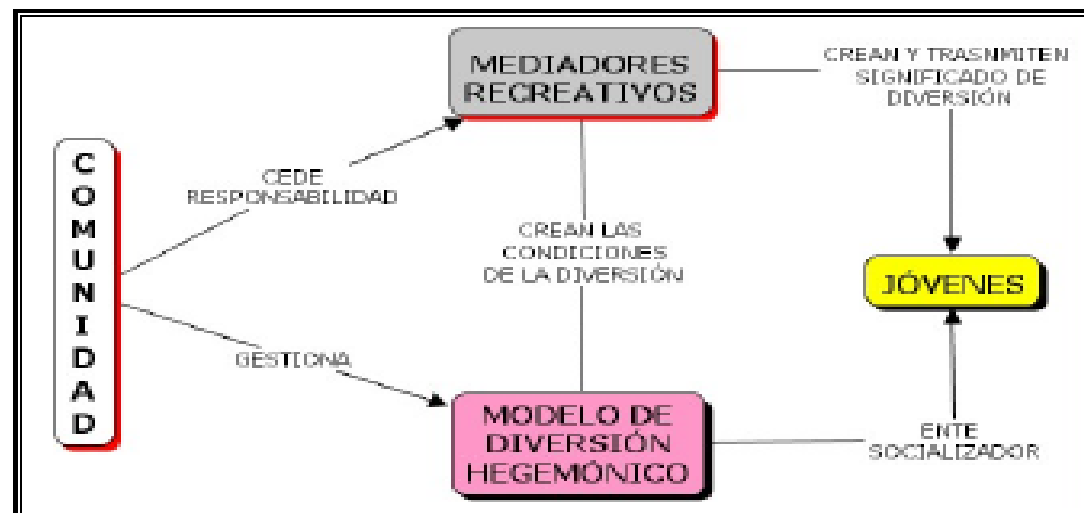 COMUNIDAD
MEDIADORES
RECREATIVOS
CREAN Y TRASNMITEN
SIGNIFICADO DE
DIVERSIÓN
CEDE
RESPONSABILIDAD
CREAN LAS
CONDICIONES
DE LA DIVERSIÓN
JÓVENES
GESTIONA
MODELO DE
DIVERSIÓN
HEGEMÓNICO
ENTE
SOCIALIZADOR